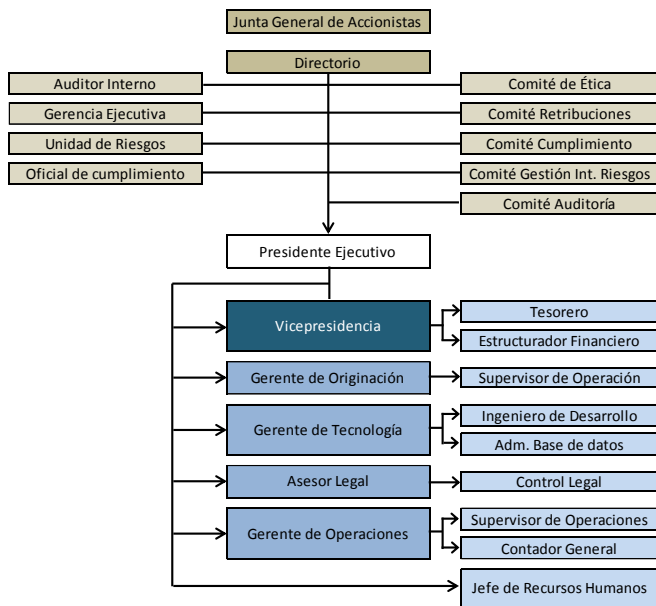 Junta General de Accionistas
Directorio
Auditor Interno
Comité de Ética
Gerencia Ejecutiva
Comité Retribuciones
Unidad de Riesgos
Comité Cumplimiento
Oficial de cumplimiento
Comité Gestión Int. Riesgos
Comité Auditoría
Presidente Ejecutivo
Vicepresidencia
Tesorero
Estructurador Financiero
Gerente de Originación
Supervisor de Operación
Gerente de Tecnología
Ingeniero de Desarrollo
Adm. Base de datos
Asesor Legal
Control Legal
Gerente de Operaciones
Supervisor de Operaciones
Contador General
Jefe de Recursos Humanos